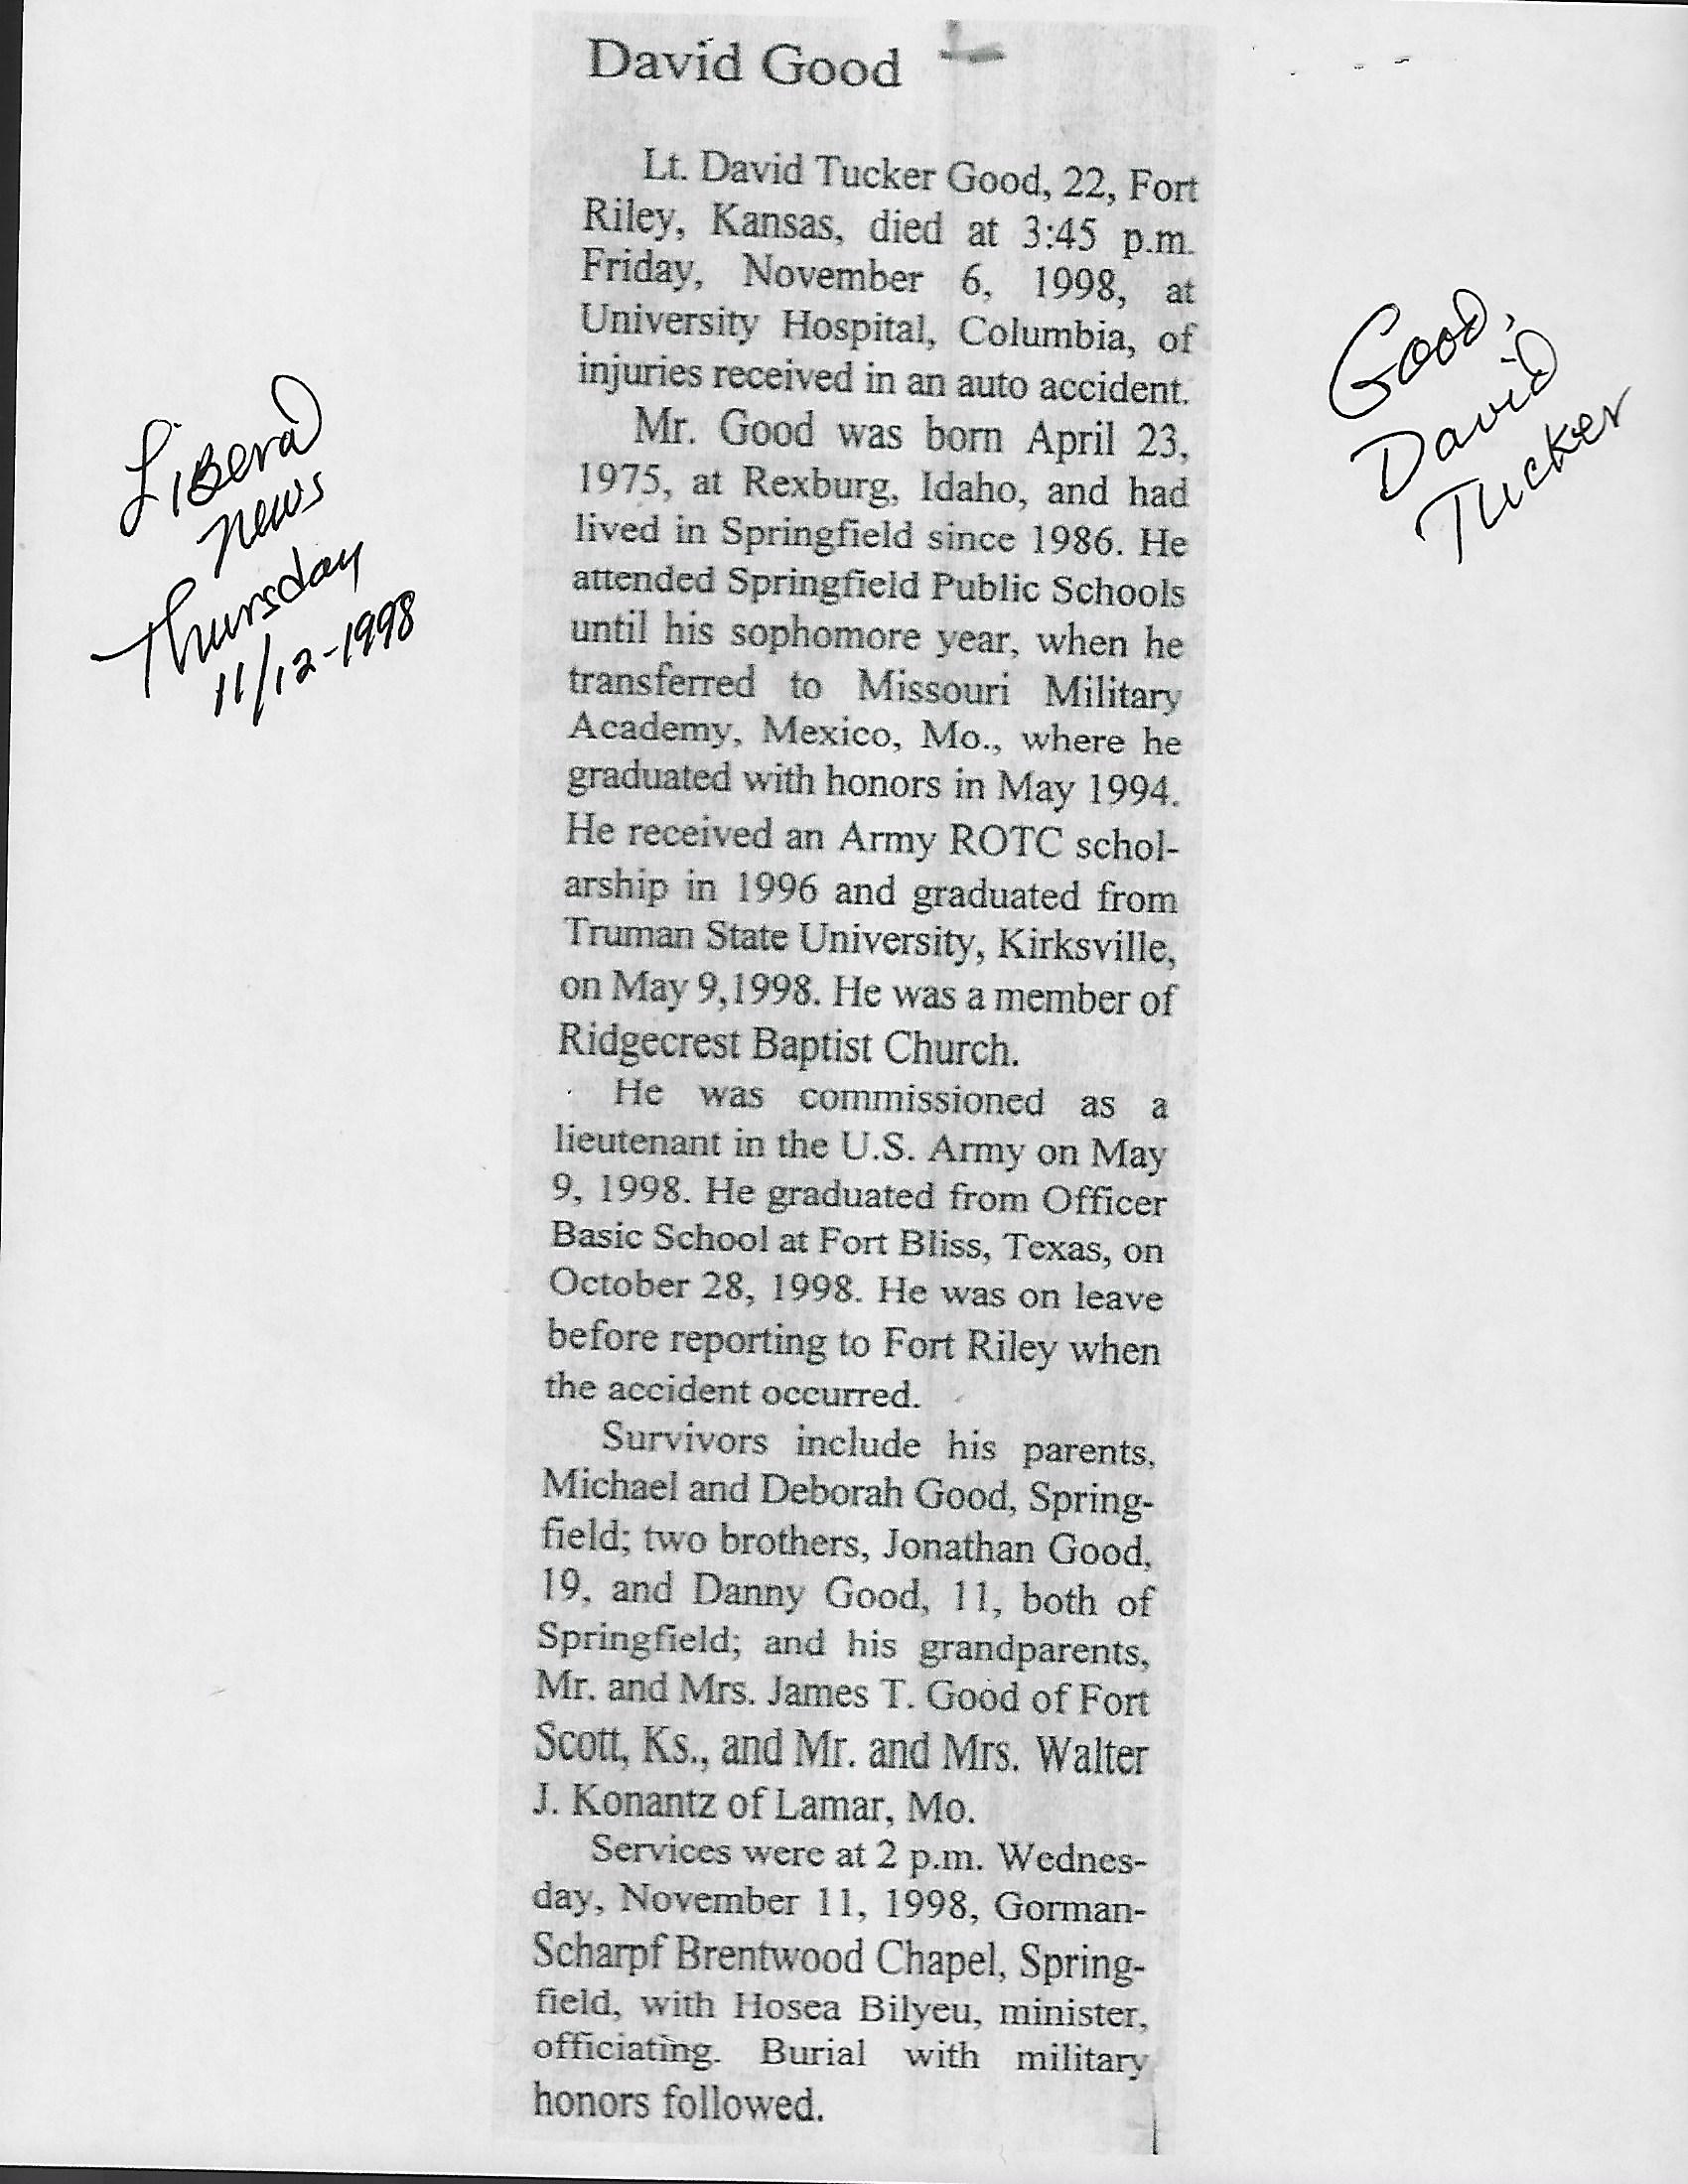 David Good
Lt. David Tucker Good, 22, Fort
Riley, Kansas, died at 3:45 p.m.
Friday, November 6, 1998, at
University Hospital, Columbia, of
injuries received in an auto accident.
Mr. Good was born April 23,
1975, at Rexburg, Idaho, and had
lived in Springfield since 1986. He
attended Springfield Public Schools
until his sophomore year, when he
transferred to Missouri Military
Academy, Mexico, Mo., where he
graduated with honors in May 1994.
He received an Army ROTC schol-
arship in 1996 and graduated from
Truman State University, Kirksville,
on May 9,1998. He was a member of
Ridgecrest Baptist Church.
He was commissioned as a
lieutenant in the U.S. Army on May
9, 1998. He graduated from Officer
Basic School at Fort Bliss, Texas, on
October 28, 1998. He was on leave
before reporting to Fort Riley when
the accident occurred.
Survivors include his parents,
Michael and Deborah Good, Spring-
field; two brothers, Jonathan Good,
19, and Danny Good, 11, both of
Springfield; and his grandparents,
Mr. and Mrs. James T. Good of Fort
Scott, Ks., and Mr. and Mrs. Walter
J. Konantz of Lamar, Mo.
Services were at 2 p.m. Wednes-
day, November 11, 1998, Gorman-
Scharpf Brentwood Chapel, Spring-
field, with Hosea Bilyeu, minister,
officiating. Burial with military
honors followed.
Liberal
News
Thursday
11/12-1998
Good,
David
Tucker